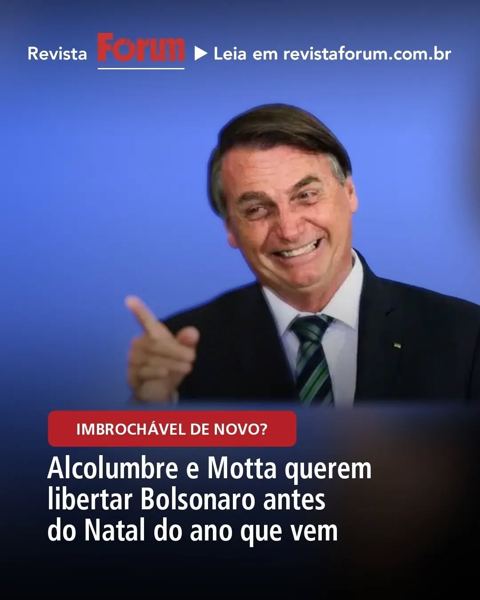 Revista Forum ▶ Leia em revistaforum.com.br
IMBROCHÁVEL DE NOVO?
Alcolumbre e Motta querem
libertar Bolsonaro antes
do Natal do ano que vem